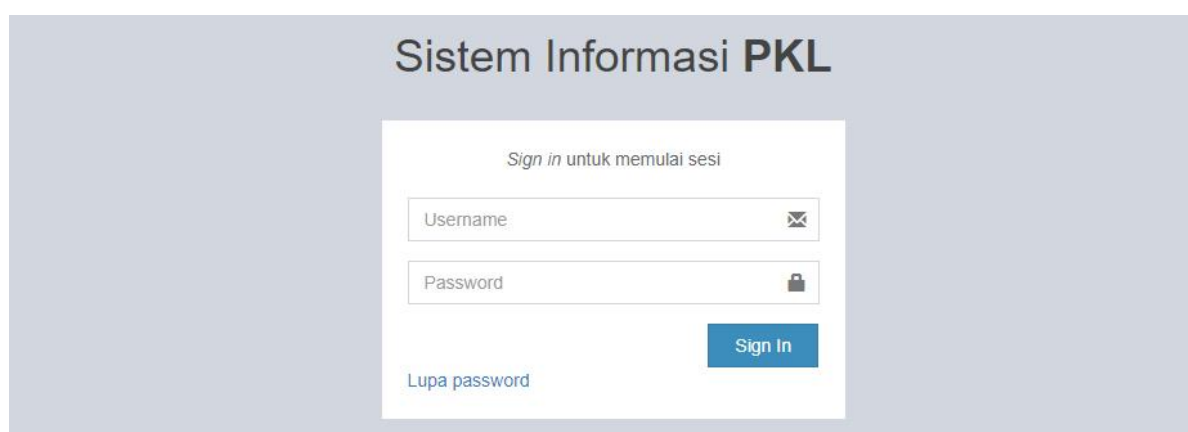 Sistem Informasi PKL
Sign in untuk memulai sesi
Username
Password
Sign In
Lupa password